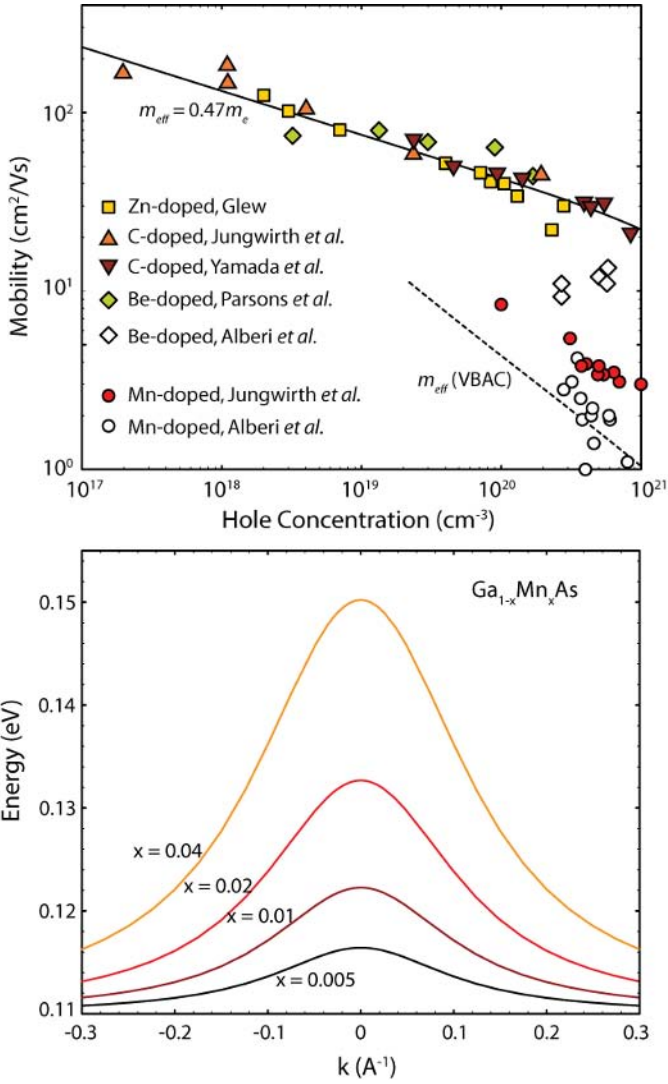 10²
m_eff = 0.47m_e
Mobility (cm²/Vs)
Zn-doped, Glew
C-doped, Jungwirth et al.
C-doped, Yamada et al.
Be-doped, Parsons et al.
10¹
Be-doped, Alberi et al.
m_eff (VBAC)
Mn-doped, Jungwirth et al.
Mn-doped, Alberi et al.
10⁰
10¹⁷ 10¹⁸ 10¹⁹ 10²⁰ 10²¹
Hole Concentration (cm⁻³)
Ga₁₋ₓMnₓAs
0.15
0.14
Energy (eV)
0.13
x = 0.04
x = 0.02
0.12
x = 0.01
x = 0.005
0.11
-0.3 -0.2 -0.1 0 0.1 0.2 0.3
k (A⁻¹)